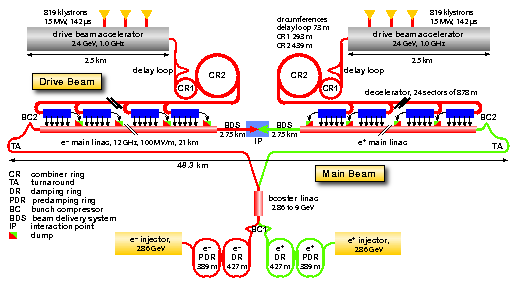 819 klystrons
15 MW, 142 µs
circumferences
delay loop 73 m
CR1 293 m
CR2 439 m
819 klystrons
15 MW, 142 µs
drive beam accelerator
2.4 GeV, 1.0 GHz
drive beam accelerator
2.4 GeV, 1.0 GHz
2.5 km
2.5 km
delay loop
CR2
CR1
CR2
CR1
delay loop
Drive Beam
decelerator, 24 sectors of 878 m
BC2
BDS
2.75 km
BDS
2.75 km
BC2
IP
TA
e– main linac, 12 GHz, 100 MV/m, 21 km
e+ main linac
TA
48.3 km
CR combiner ring
TA turnaround
DR damping ring
PDR predamping ring
BC bunch compressor
BDS beam delivery system
IP interaction point
dump
Main Beam
booster linac
2.86 to 9 GeV
BC1
e– injector,
2.86 GeV
e–
PDR
389 m
e–
DR
427 m
e+
DR
427 m
e+
PDR
389 m
e+ injector,
2.86 GeV